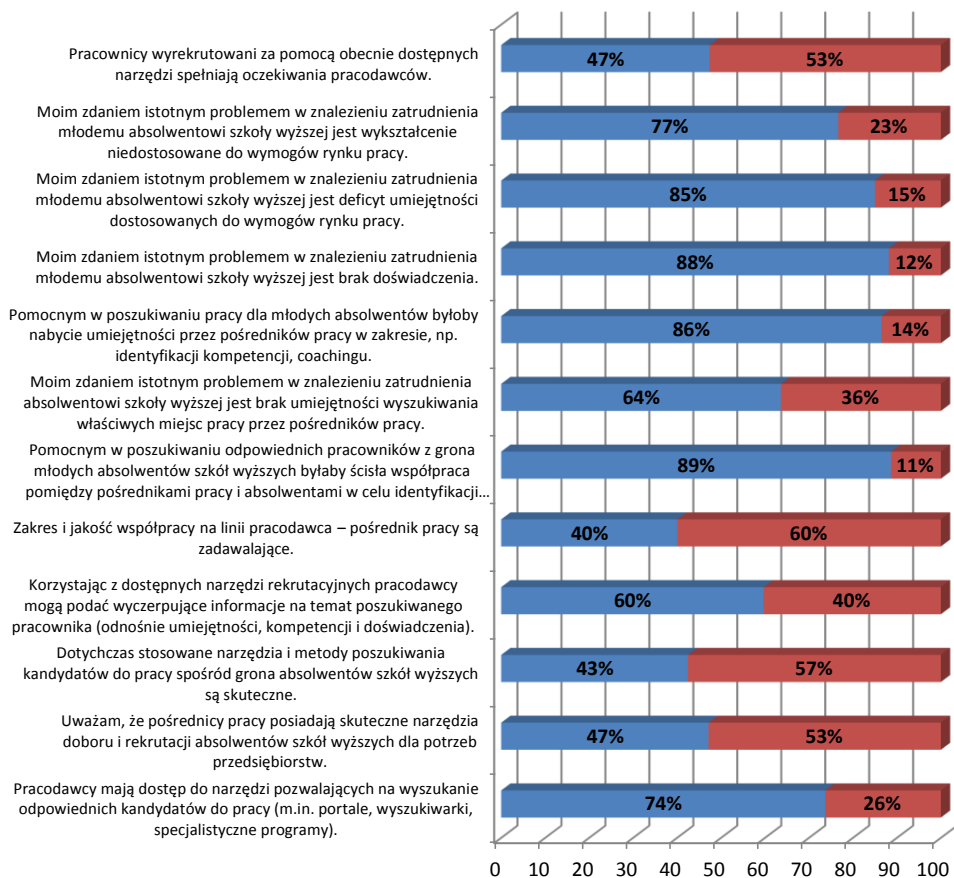 Pracownicy wyrekrutowani za pomocą obecnie dostępnych
narzędzi spełniają oczekiwania pracodawców.
47% 53%
Moim zdaniem istotnym problemem w znalezieniu zatrudnienia
młodemu absolwentowi szkoły wyższej jest wykształcenie
niedostosowane do wymogów rynku pracy.
77% 23%
Moim zdaniem istotnym problemem w znalezieniu zatrudnienia
młodemu absolwentowi szkoły wyższej jest deficyt umiejętności
dostosowanych do wymogów rynku pracy.
85% 15%
Moim zdaniem istotnym problemem w znalezieniu zatrudnienia
młodemu absolwentowi szkoły wyższej jest brak doświadczenia.
88% 12%
Pomocnym w poszukiwaniu pracy dla młodych absolwentów byłoby
nabycie umiejętności przez pośredników pracy w zakresie, np.
identyfikacji kompetencji, coachingu.
86% 14%
Moim zdaniem istotnym problemem w znalezieniu zatrudnienia
absolwentowi szkoły wyższej jest brak umiejętności wyszukiwania
właściwych miejsc pracy przez pośredników pracy.
64% 36%
Pomocnym w poszukiwaniu odpowiednich pracowników z grona
młodych absolwentów szkół wyższych byłaby ścisła współpraca
pomiędzy pośrednikami pracy i absolwentami w celu identyfikacji…
89% 11%
Zakres i jakość współpracy na linii pracodawca – pośrednik pracy są
zadawalające.
40% 60%
Korzystając z dostępnych narzędzi rekrutacyjnych pracodawcy
mogą podać wyczerpujące informacje na temat poszukiwanego
pracownika (odnośnie umiejętności, kompetencji i doświadczenia).
60% 40%
Dotychczas stosowane narzędzia i metody poszukiwania
kandydatów do pracy spośród grona absolwentów szkół wyższych
są skuteczne.
43% 57%
Uważam, że pośrednicy pracy posiadają skuteczne narzędzia
doboru i rekrutacji absolwentów szkół wyższych dla potrzeb
przedsiębiorstw.
47% 53%
Pracodawcy mają dostęp do narzędzi pozwalających na wyszukanie
odpowiednich kandydatów do pracy (m.in. portale, wyszukiwarki,
specjalistyczne programy).
74% 26%
0 10 20 30 40 50 60 70 80 90 100